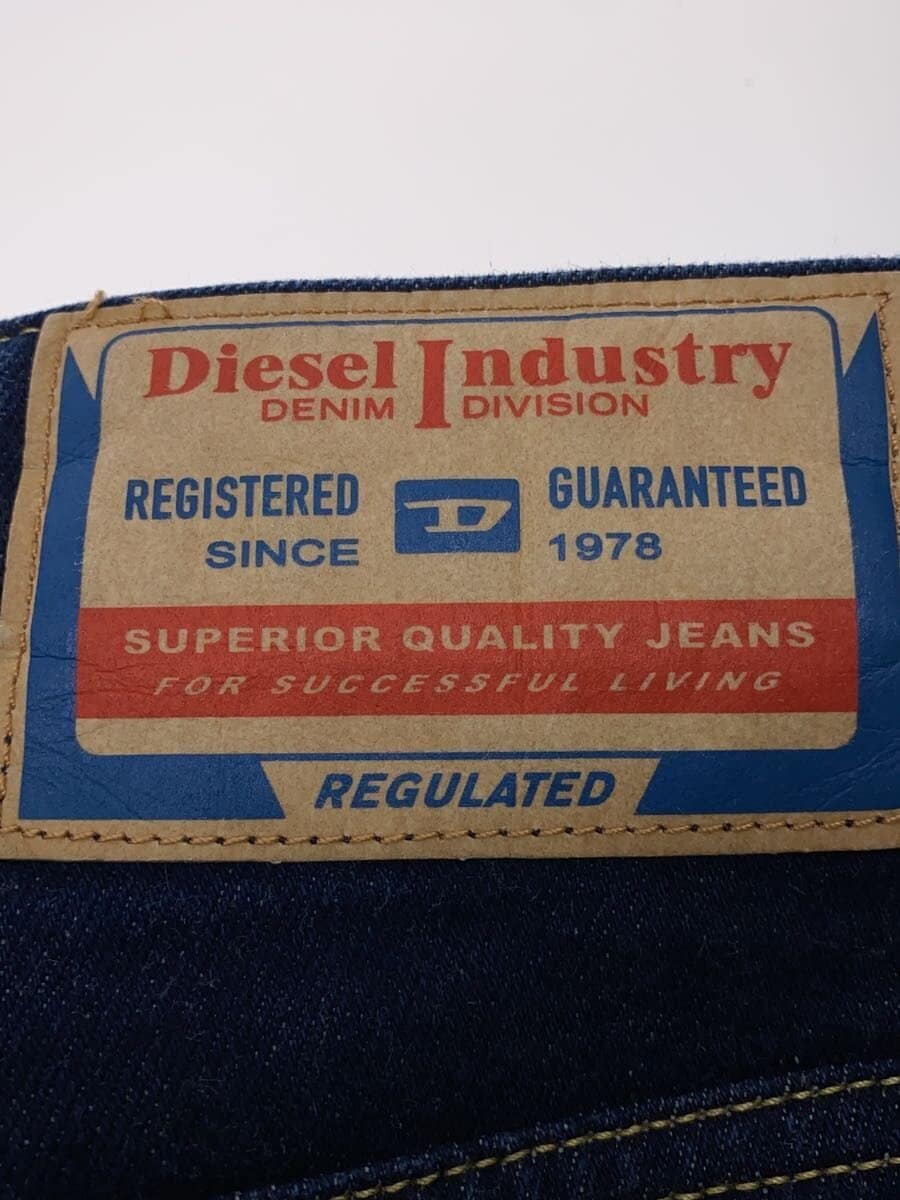 Diesel Industry
DENIM DIVISION
REGISTERED D GUARANTEED
SINCE 1978
SUPERIOR QUALITY JEANS
FOR SUCCESSFUL LIVING
REGULATED